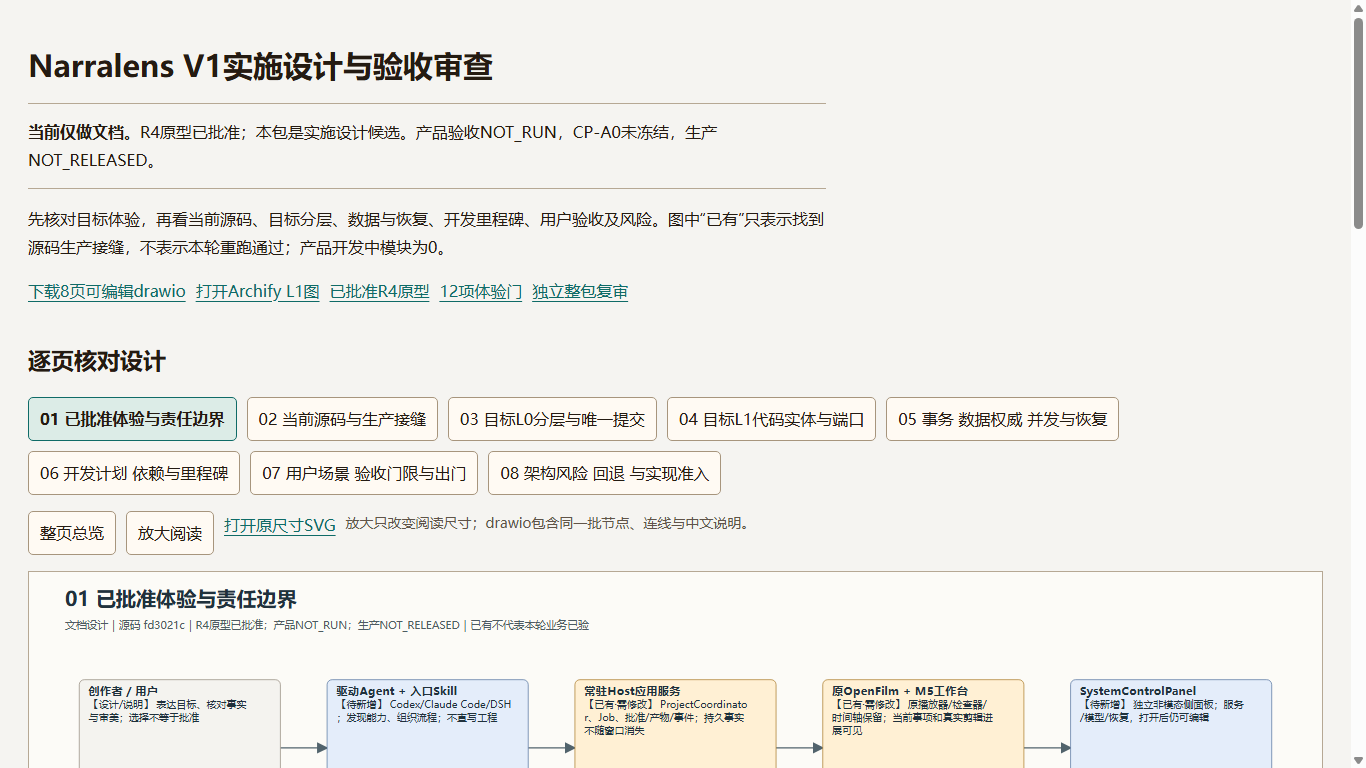 Narralens V1实施设计与验收审查
当前仅做文档。R4原型已批准；本包是实施设计候选。产品验收NOT_RUN，CP-A0未冻结，生产
NOT_RELEASED。
先核对目标体验，再看当前源码、目标分层、数据与恢复、开发里程碑、用户验收及风险。图中“已有”只表示找到
源码生产接缝，不表示本轮重跑通过；产品开发中模块为0。
下载8页可编辑drawio 打开Archify L1图 已批准R4原型 12项体验门 独立整包复审
逐页核对设计
01 已批准体验与责任边界 02 当前源码与生产接缝 03 目标L0分层与唯一提交 04 目标L1代码实体与端口 05 事务 数据权威 并发与恢复
06 开发计划 依赖与里程碑 07 用户场景 验收门限与出门 08 架构风险 回退 与实现准入
整页总览 放大阅读 打开原尺寸SVG 放大只改变阅读尺寸；drawio包含同一批节点、连线与中文说明。
01 已批准体验与责任边界
文档设计 | 源码 fd3021c | R4原型已批准；产品NOT_RUN；生产NOT_RELEASED | 已有不代表本轮业务已验
创作者 / 用户
【设计/说明】 表达目标、核对事实
与审美；选择不等于批准
驱动Agent + 入口Skill
【待新增】 Codex/Claude Code/DSH
；发现能力、组织流程；不直写工程
常驻Host应用服务
【已有·需修改】 ProjectCoordinato
r、Job、批准/产物/事件；持久事实
不随窗口消失
原OpenFilm + M5工作台
【已有·需修改】 原播放器/检查器/
时间轴保留；当前事项和真实剪辑进
展可见
SystemControlPanel
【待新增】 独立非模态侧面板；服务
/模型/恢复，打开后仍可编辑